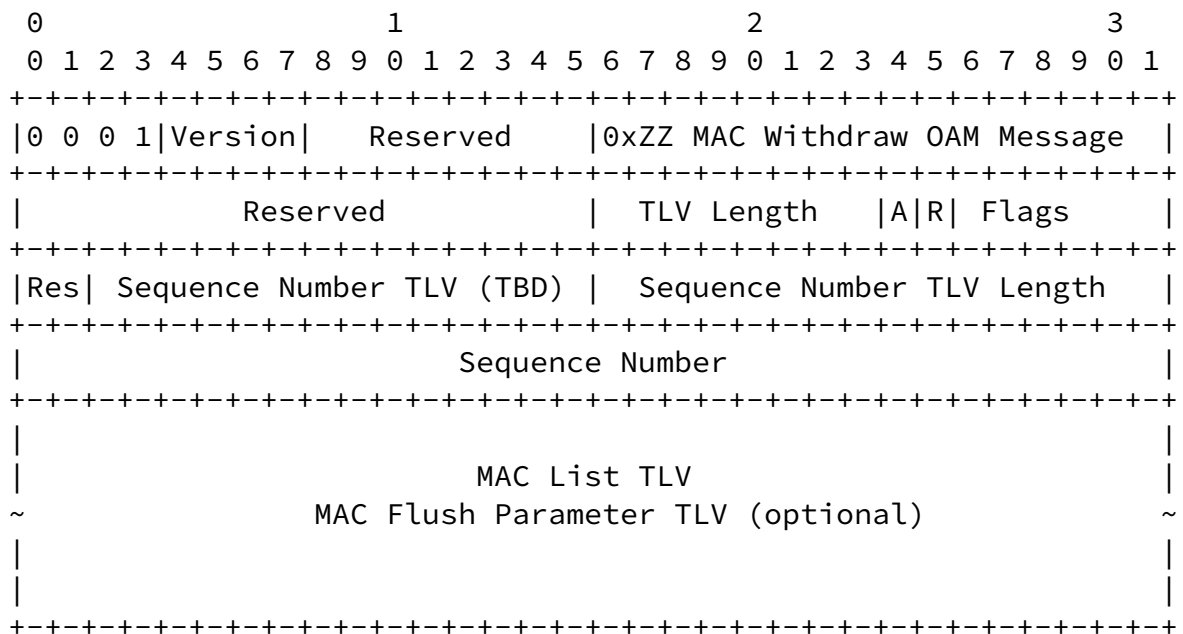 0                   1                   2                   3
 0 1 2 3 4 5 6 7 8 9 0 1 2 3 4 5 6 7 8 9 0 1 2 3 4 5 6 7 8 9 0 1
+-+-+-+-+-+-+-+-+-+-+-+-+-+-+-+-+-+-+-+-+-+-+-+-+-+-+-+-+-+-+-+-+
|0 0 0 1|Version|   Reserved    |0xZZ MAC Withdraw OAM Message  |
+-+-+-+-+-+-+-+-+-+-+-+-+-+-+-+-+-+-+-+-+-+-+-+-+-+-+-+-+-+-+-+-+
|            Reserved           |  TLV Length   |A|R| Flags     |
+-+-+-+-+-+-+-+-+-+-+-+-+-+-+-+-+-+-+-+-+-+-+-+-+-+-+-+-+-+-+-+-+
|Res| Sequence Number TLV (TBD) |  Sequence Number TLV Length   |
+-+-+-+-+-+-+-+-+-+-+-+-+-+-+-+-+-+-+-+-+-+-+-+-+-+-+-+-+-+-+-+-+
|                        Sequence Number                        |
+-+-+-+-+-+-+-+-+-+-+-+-+-+-+-+-+-+-+-+-+-+-+-+-+-+-+-+-+-+-+-+-+
|                                                               |
|                         MAC List TLV                          |
~                MAC Flush Parameter TLV (optional)             ~
|                                                               |
|                                                               |
+-+-+-+-+-+-+-+-+-+-+-+-+-+-+-+-+-+-+-+-+-+-+-+-+-+-+-+-+-+-+-+-+